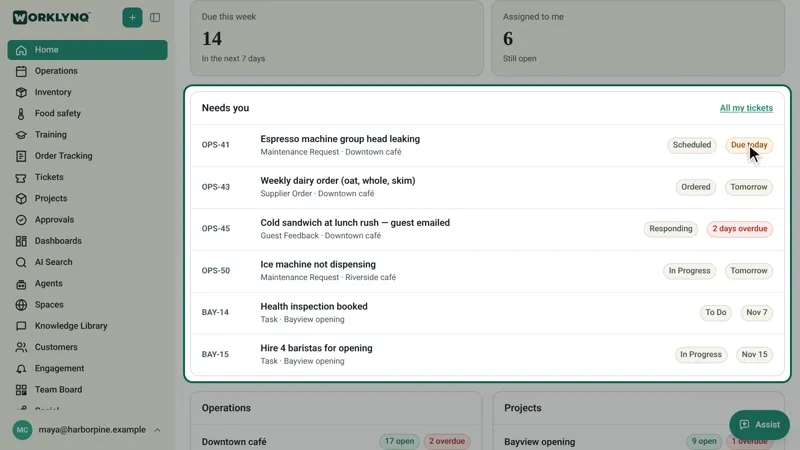 WORKLYNQ
Home
Operations
Inventory
Food safety
Training
Order Tracking
Tickets
Projects
Approvals
Dashboards
AI Search
Agents
Spaces
Knowledge Library
Customers
Engagement
Team Board
Social
MC
maya@harborpine.example
Due this week
14
In the next 7 days
Assigned to me
6
Still open
Needs you
All my tickets
OPS-41
Espresso machine group head leaking
Maintenance Request · Downtown café
Scheduled
Due today
OPS-43
Weekly dairy order (oat, whole, skim)
Supplier Order · Downtown café
Ordered
Tomorrow
OPS-45
Cold sandwich at lunch rush — guest emailed
Guest Feedback · Downtown café
Responding
2 days overdue
OPS-50
Ice machine not dispensing
Maintenance Request · Riverside café
In Progress
Tomorrow
BAY-14
Health inspection booked
Task · Bayview opening
To Do
Nov 7
BAY-15
Hire 4 baristas for opening
Task · Bayview opening
In Progress
Nov 15
Operations
Downtown café
17 open
2 overdue
Projects
Bayview opening
9 open
1 overdue
Assist